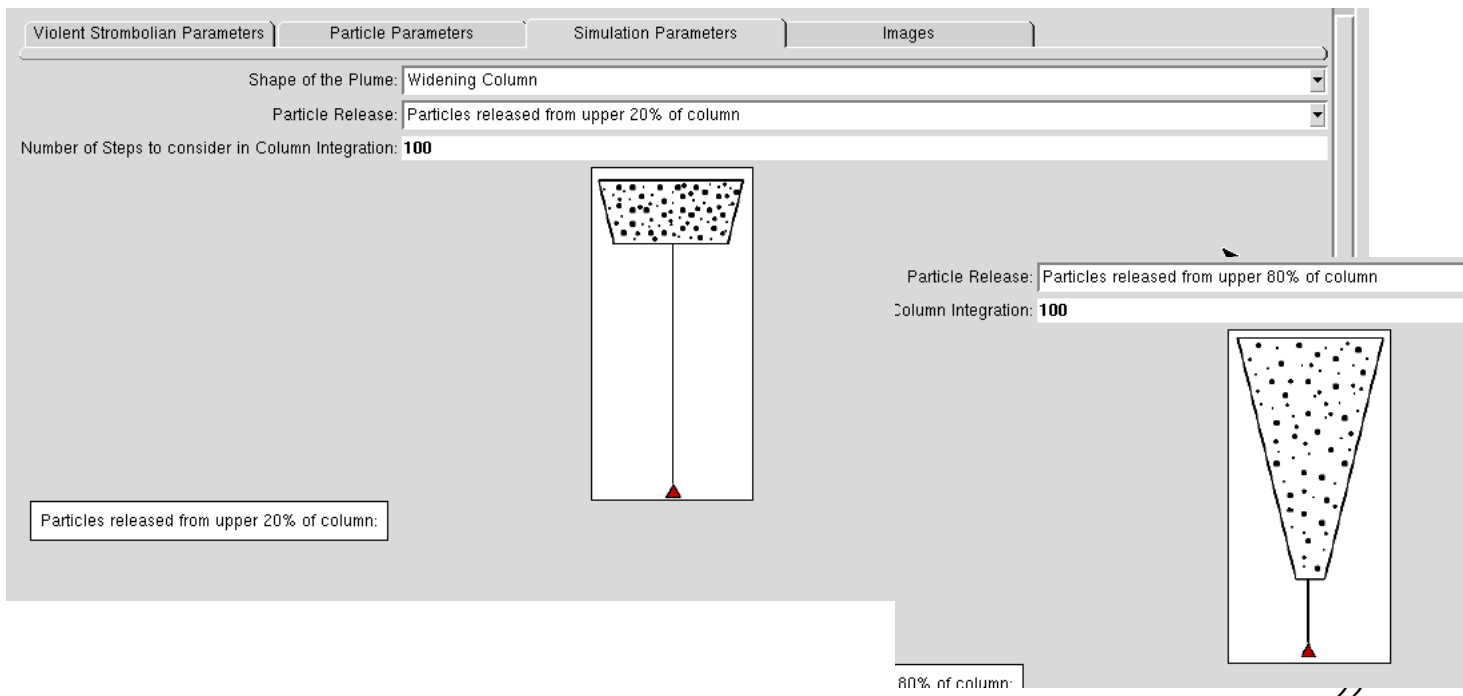 Violent Strombolian Parameters Particle Parameters Simulation Parameters Images
Shape of the Plume: Widening Column
Particle Release: Particles released from upper 20% of column
Number of Steps to consider in Column Integration: 100
Particles released from upper 20% of column:
Particle Release: Particles released from upper 80% of column
Column Integration: 100
80% of column: